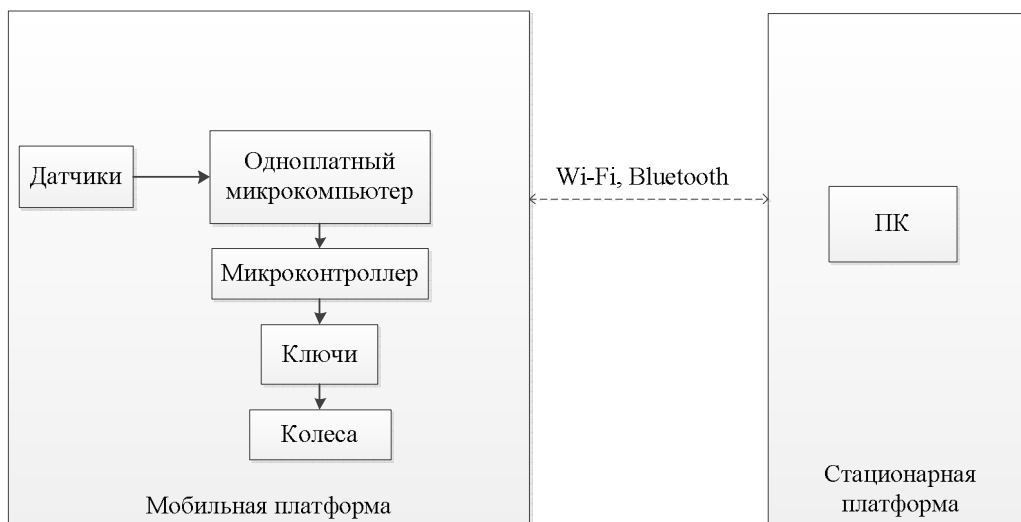 Датчики
Одноплатный
микрокомпьютер
Микроконтроллер
Ключи
Колеса
Мобильная платформа
Wi-Fi, Bluetooth
ПК
Стационарная
платформа